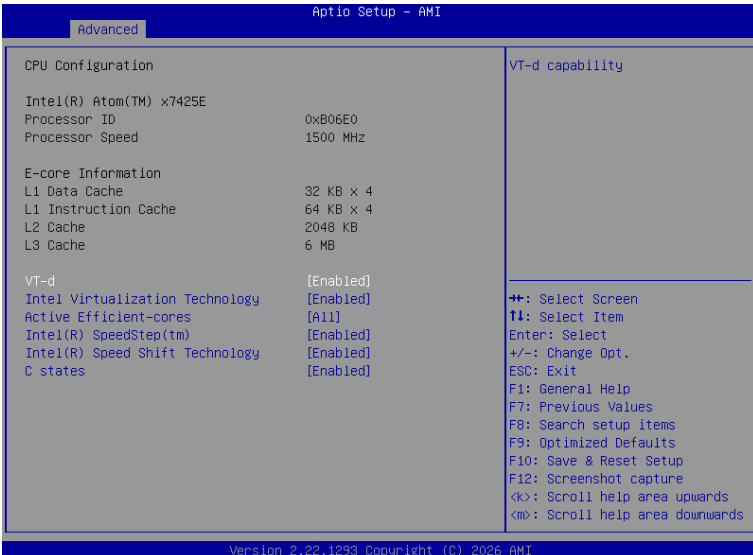 Aptio Setup – AMI
Advanced
CPU Configuration
Intel(R) Atom(TM) x7425E
Processor ID 0xB06E0
Processor Speed 1500 MHz
E-core Information
L1 Data Cache 32 KB x 4
L1 Instruction Cache 64 KB x 4
L2 Cache 2048 KB
L3 Cache 6 MB
VT-d [Enabled]
Intel Virtualization Technology [Enabled]
Active Efficient-cores [All]
Intel(R) SpeedStep(tm) [Enabled]
Intel(R) Speed Shift Technology [Enabled]
C states [Enabled]
VT-d capability
→←: Select Screen
↑↓: Select Item
Enter: Select
+/-: Change Opt.
ESC: Exit
F1: General Help
F7: Previous Values
F8: Search setup items
F9: Optimized Defaults
F10: Save & Reset Setup
F12: Screenshot capture
<k>: Scroll help area upwards
<m>: Scroll help area downwards
Version 2.22.1293 Copyright (C) 2026 AMI